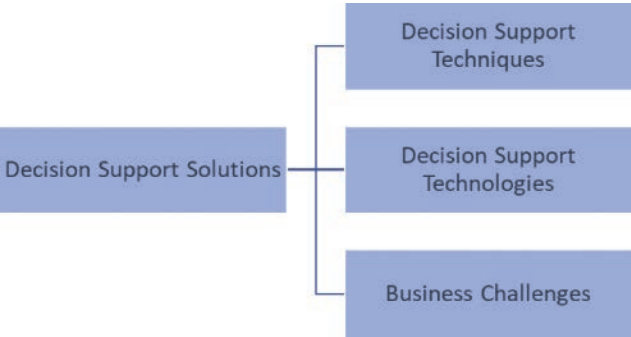 Decision Support
Techniques
Decision Support Solutions
Decision Support
Technologies
Business Challenges